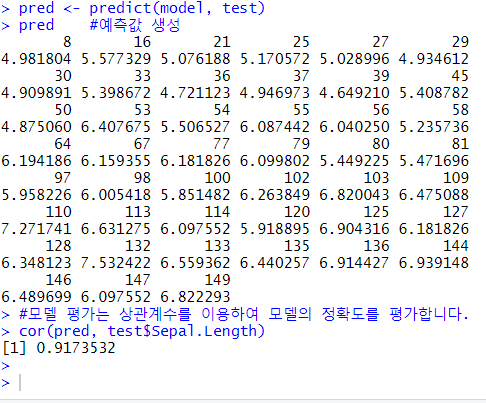 > pred <- predict(model, test)
> pred    #예측값 생성
       8       16       21       25       27       29
4.981804 5.577329 5.076188 5.170572 5.028996 4.934612
      30       33       36       37       39       45
4.909891 5.398672 4.721123 4.946973 4.649210 5.408782
      50       53       54       55       56       58
4.875060 6.407675 5.506527 6.087442 6.040250 5.235736
      64       67       77       79       80       81
6.194186 6.159355 6.181826 6.099802 5.449225 5.471696
      97       98      100      102      103      109
5.958226 6.005418 5.851482 6.263849 6.820043 6.475088
     110      113      114      120      125      127
7.271741 6.631275 6.097552 5.918895 6.904316 6.181826
     128      132      133      135      136      144
6.348123 7.532422 6.559362 6.440257 6.914427 6.939148
     146      147      149
6.489699 6.097552 6.822293
> #모델 평가는 상관계수를 이용하여 모델의 정확도를 평가합니다.
> cor(pred, test$Sepal.Length)
[1] 0.9173532
>
>